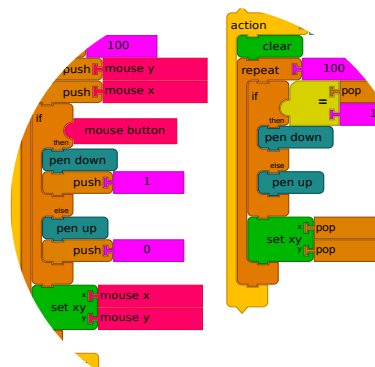 100
push mouse y
push mouse x
if
mouse button
then
pen down
push 1
else
pen up
push 0
x mouse x
set xy
y mouse y
action
clear
repeat 100
if
= pop
then
pen down
else
pen up
x pop
set xy
y pop